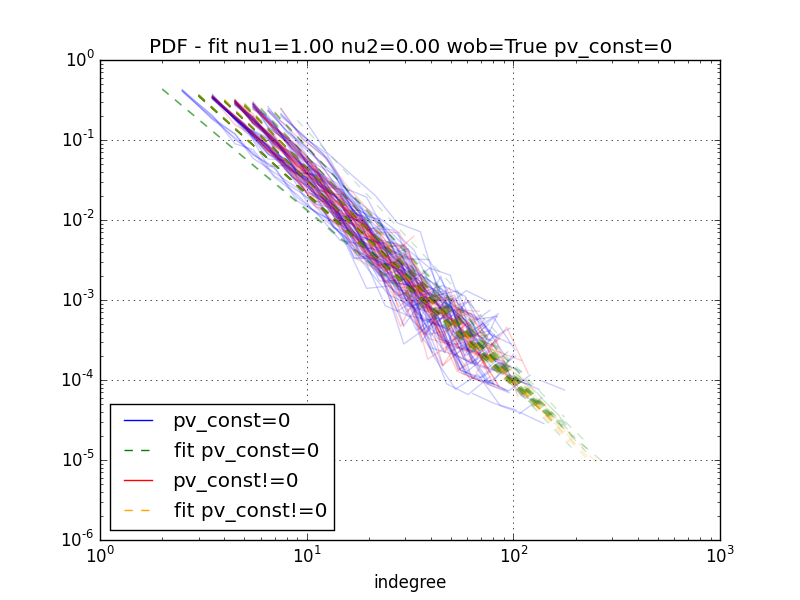 PDF - fit nu1=1.00 nu2=0.00 wob=True pv_const=0
10^0
10^-1
10^-2
10^-3
10^-4
10^-5
10^-6
pv_const=0
fit pv_const=0
pv_const!=0
fit pv_const!=0
10^0 10^1 10^2 10^3
indegree